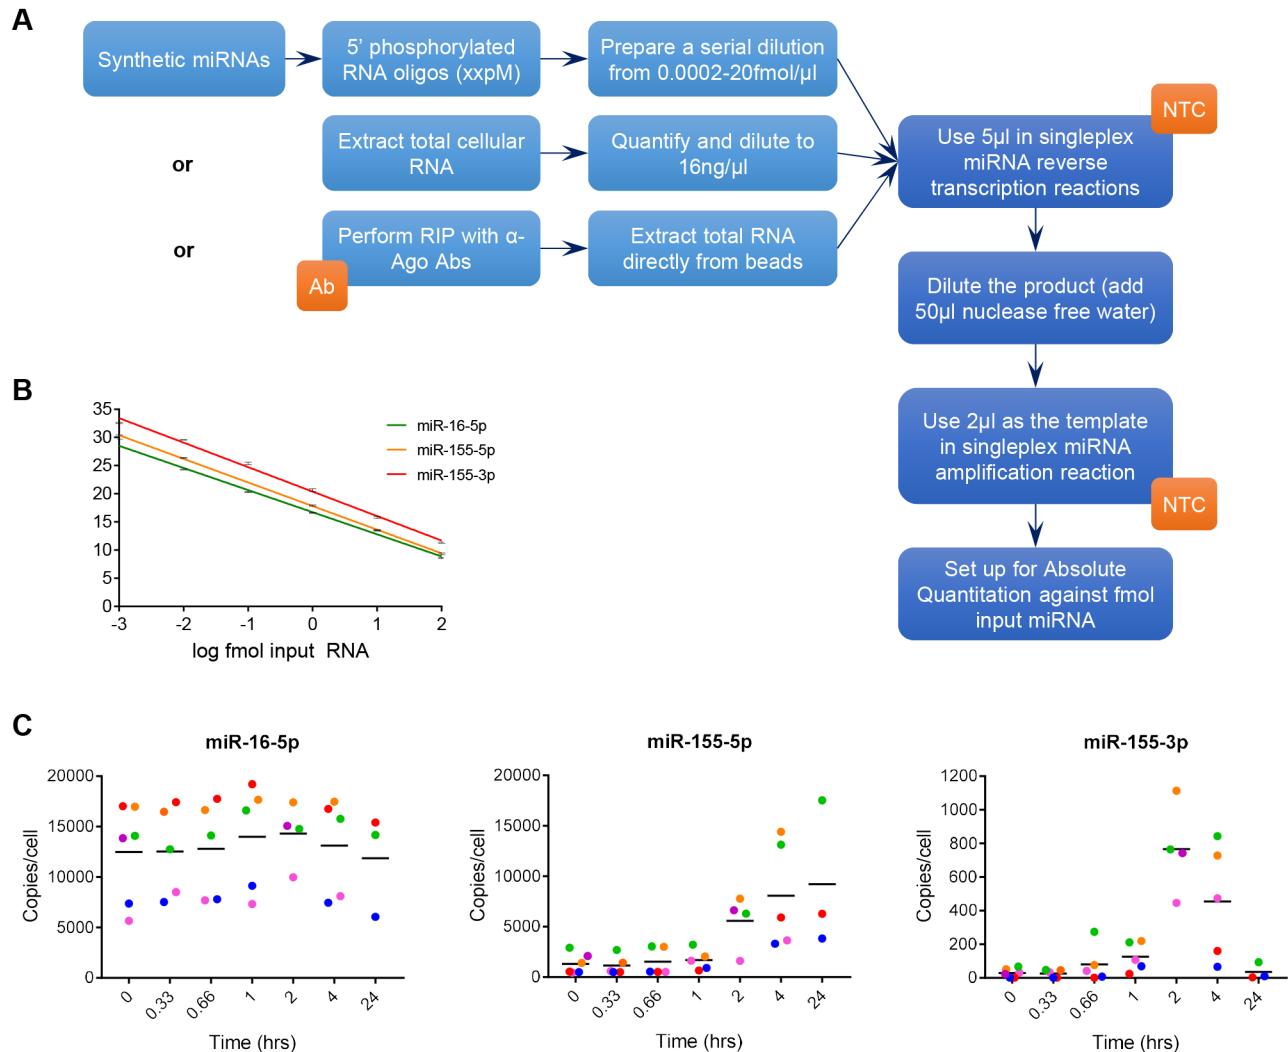 A
Synthetic miRNAs
5’ phosphorylated
RNA oligos (xxpM)
Prepare a serial dilution
from 0.0002-20fmol/µl
or
Extract total cellular
RNA
Quantify and dilute to
16ng/µl
or
Perform RIP with α-
Ago Abs
Ab
Extract total RNA
directly from beads
NTC
Use 5µl in singleplex
miRNA reverse
transcription reactions
Dilute the product (add
50µl nuclease free water)
Use 2µl as the template
in singleplex miRNA
amplification reaction
NTC
Set up for Absolute
Quantitation against fmol
input miRNA
B
35
30
25
20
15
10
5
0
-3 -2 -1 0 1 2
log fmol input RNA
miR-16-5p
miR-155-5p
miR-155-3p
C
miR-16-5p
Copies/cell
20000
15000
10000
5000
0
0 0.33 0.66 1 2 4 24
Time (hrs)
miR-155-5p
Copies/cell
20000
15000
10000
5000
0
0 0.33 0.66 1 2 4 24
Time (hrs)
miR-155-3p
Copies/cell
1200
1000
800
600
400
200
0
0 0.33 0.66 1 2 4 24
Time (hrs)